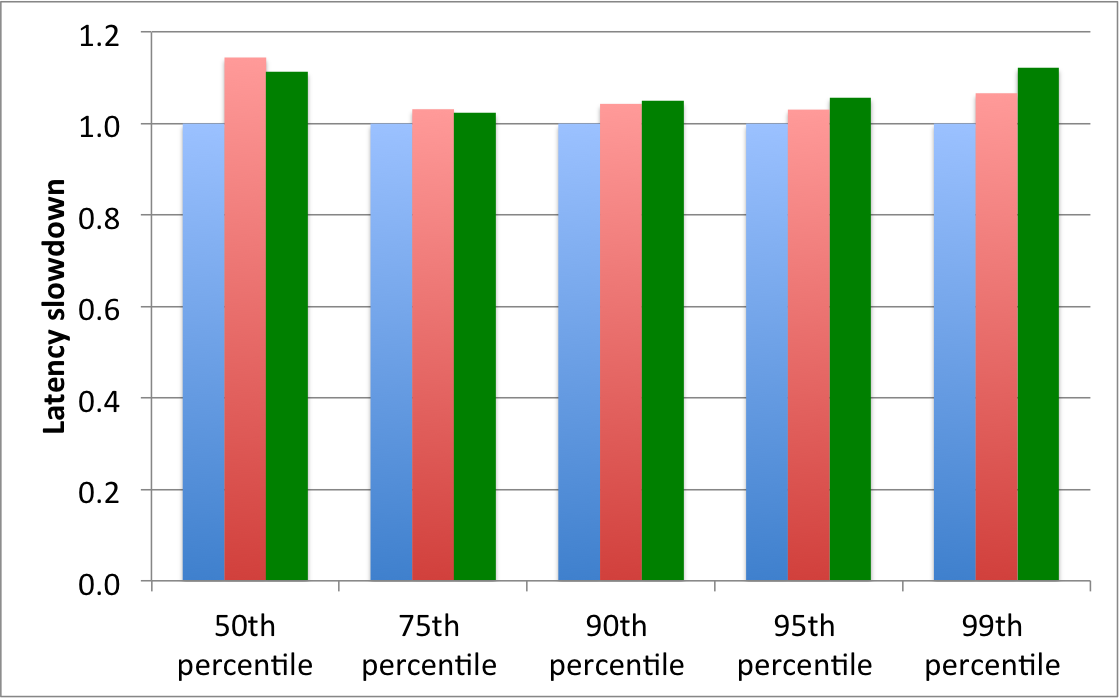 Latency slowdown
1.2
1.0
0.8
0.6
0.4
0.2
0.0
50th
percentile
75th
percentile
90th
percentile
95th
percentile
99th
percentile